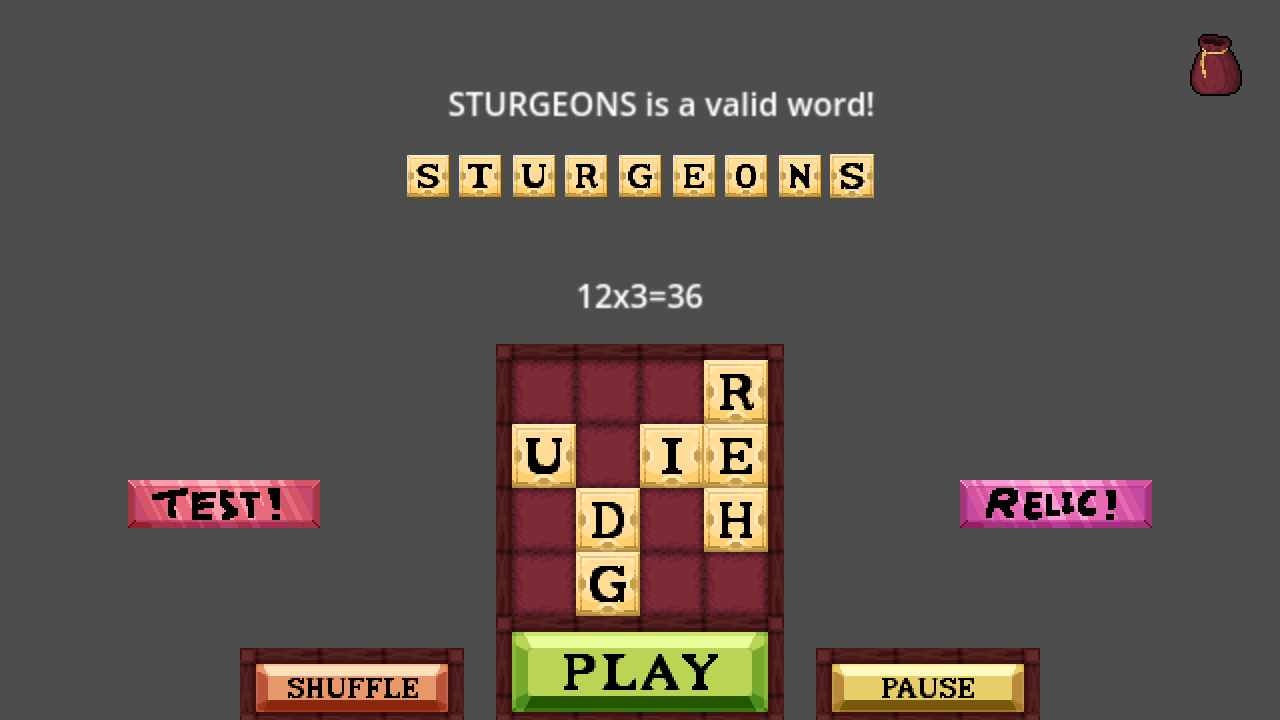 STURGEONS is a valid word!
S T U R G E O N S
12x3=36
R
U I E
D H
G
TEST!
RELIC!
PLAY
SHUFFLE
PAUSE